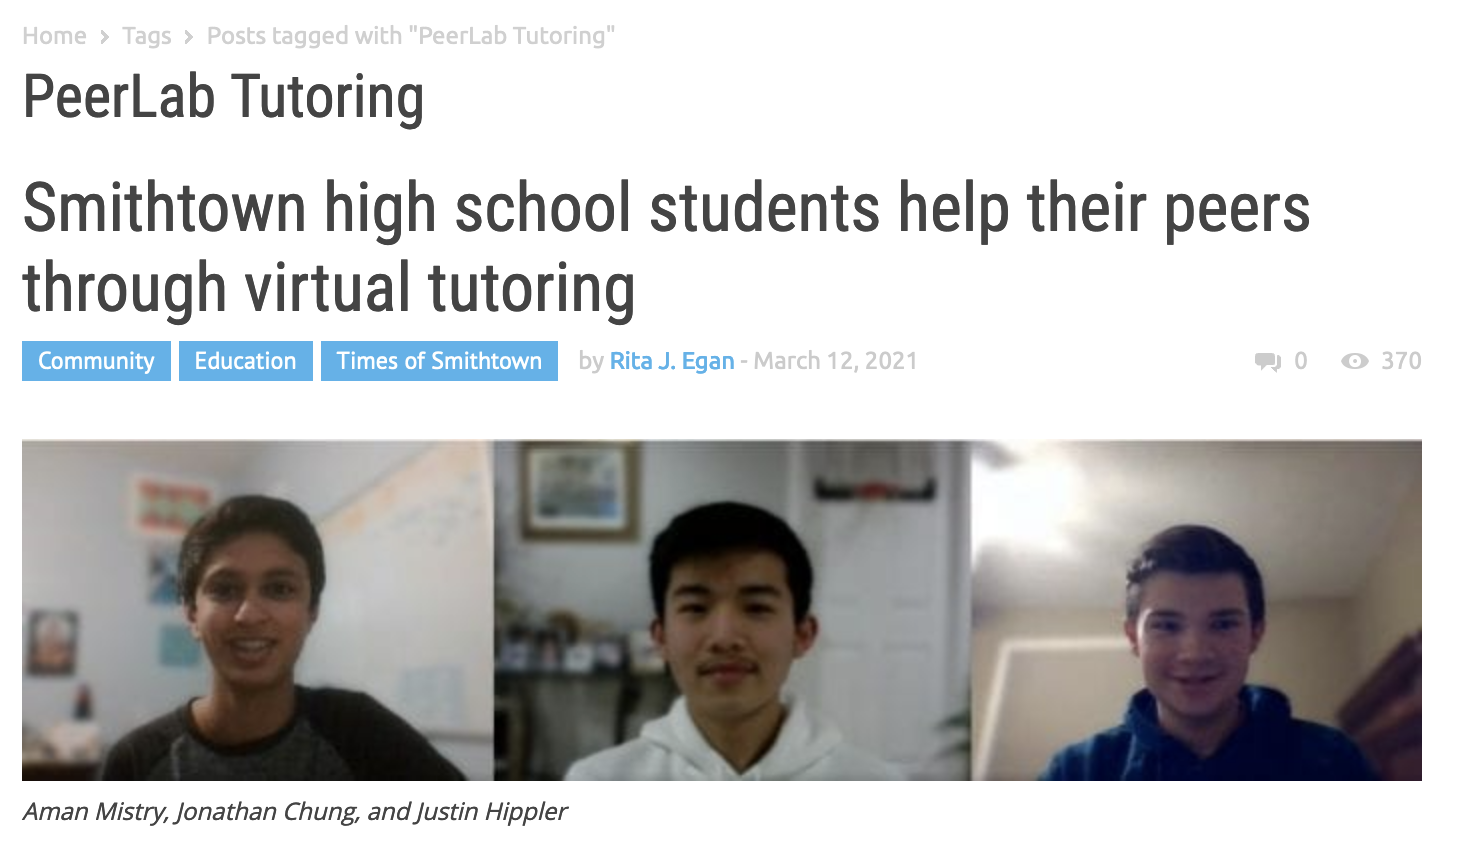 Home > Tags > Posts tagged with "PeerLab Tutoring"
PeerLab Tutoring
Smithtown high school students help their peers
through virtual tutoring
Community Education Times of Smithtown by Rita J. Egan - March 12, 2021 0 370
Aman Mistry, Jonathan Chung, and Justin Hippler